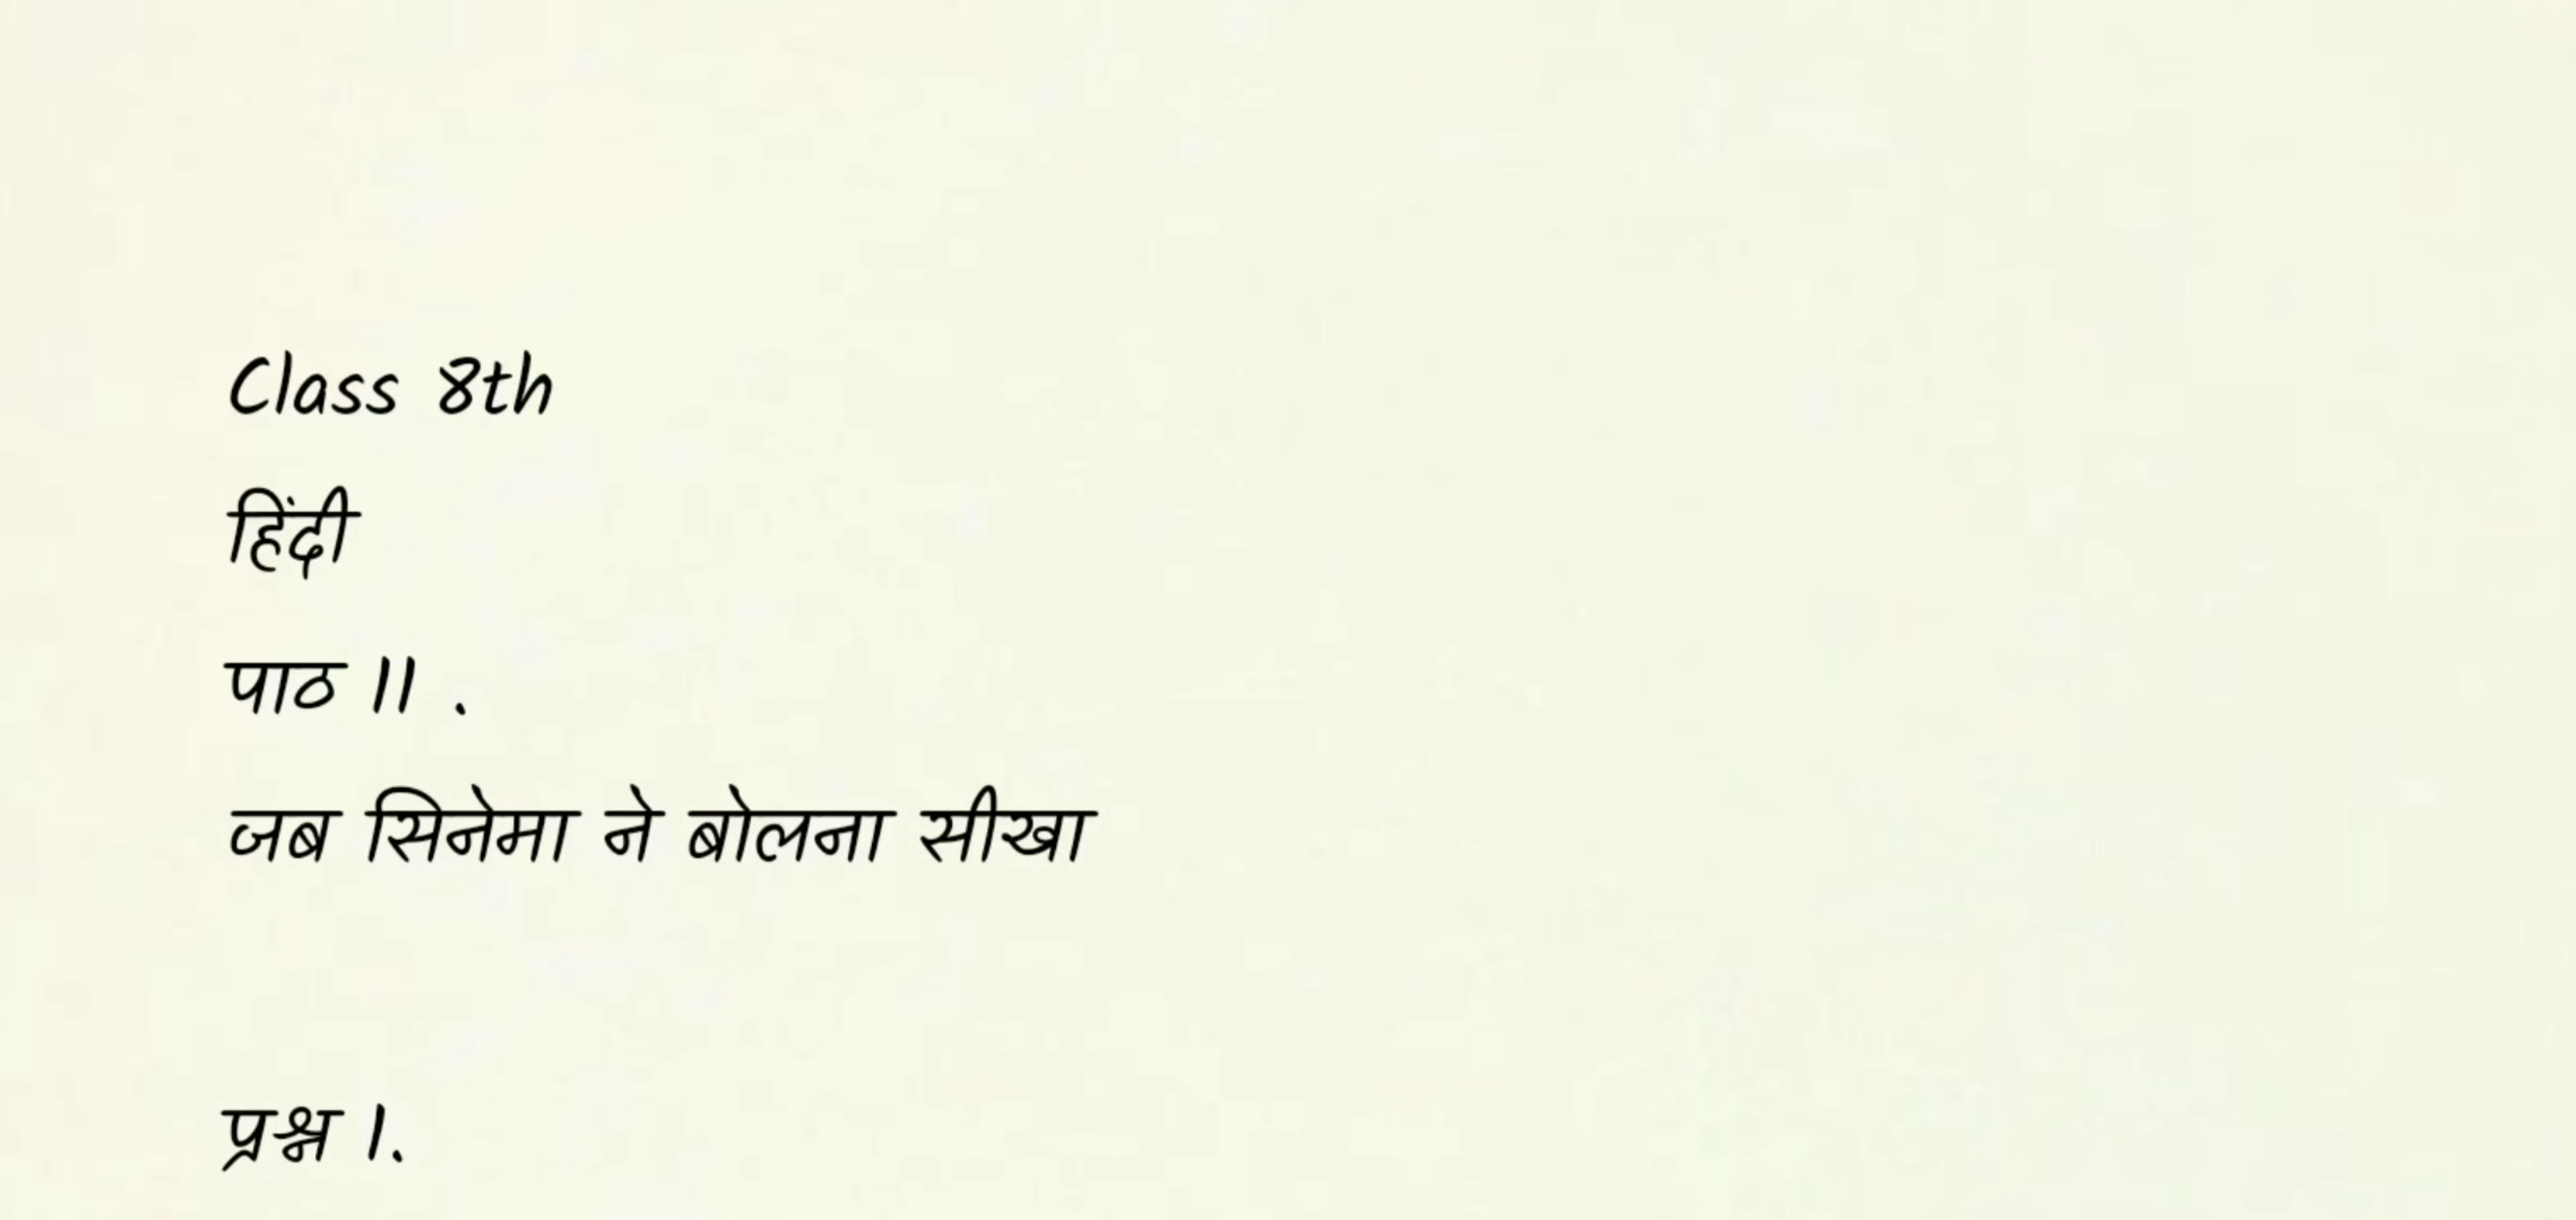 Class 8th
हिंदी
पाठ 11 .
जब सिनेमा ने बोलना सीखा
प्रश्न 1.